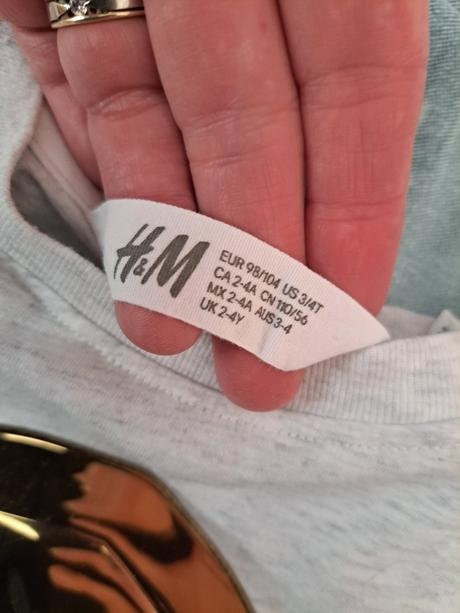 H&M
EUR 98/104 US 3/4T
CA 2-4A CN 110/56
MX 2-4A AUS 3-4
UK 2-4Y